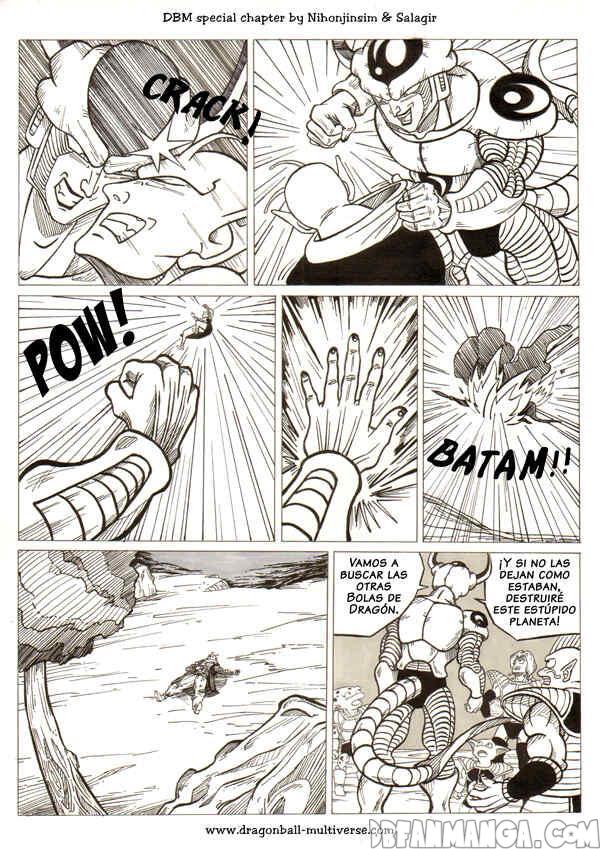 DBM special chapter by Nihonjinsim & Salagir
CRACK!
POW!
BATAM!!
VAMOS A
BUSCAR LAS
OTRAS
BOLAS DE
DRAGÓN.
¡Y SI NO LAS
DEJAN COMO
ESTABAN,
DESTRUIRÉ
ESTE ESTÚPIDO
PLANETA!
www.dragonball-multiverse.com
DBFANMANGA.COM